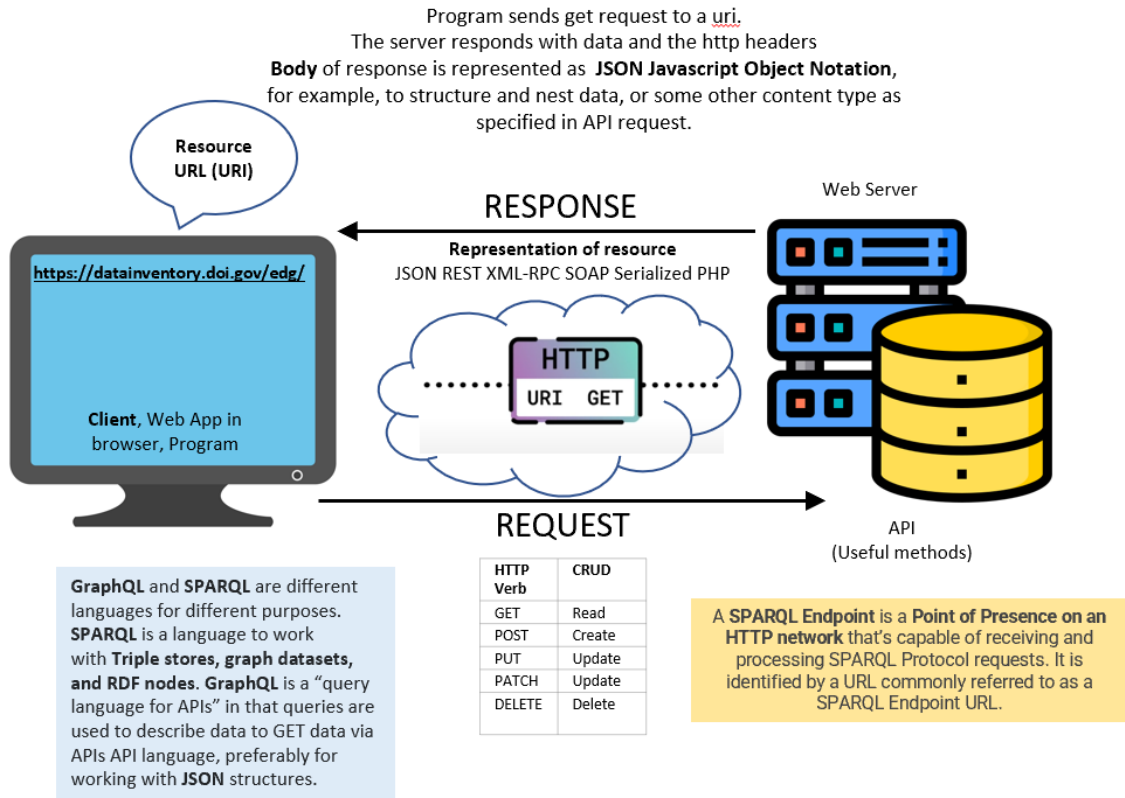 Program sends get request to a uri.
The server responds with data and the http headers
Body of response is represented as JSON Javascript Object Notation,
for example, to structure and nest data, or some other content type as
specified in API request.
Resource
URL (URI)
Web Server
RESPONSE
Representation of resource
JSON REST XML-RPC SOAP Serialized PHP
https://datainventory.doi.gov/edg/
HTTP
URI GET
Client, Web App in
browser, Program
REQUEST
API
(Useful methods)
HTTP Verb CRUD
GET Read
POST Create
PUT Update
PATCH Update
DELETE Delete
GraphQL and SPARQL are different
languages for different purposes.
SPARQL is a language to work
with Triple stores, graph datasets,
and RDF nodes. GraphQL is a “query
language for APIs” in that queries are
used to describe data to GET data via
APIs API language, preferably for
working with JSON structures.
A SPARQL Endpoint is a Point of Presence on an
HTTP network that’s capable of receiving and
processing SPARQL Protocol requests. It is
identified by a URL commonly referred to as a
SPARQL Endpoint URL.